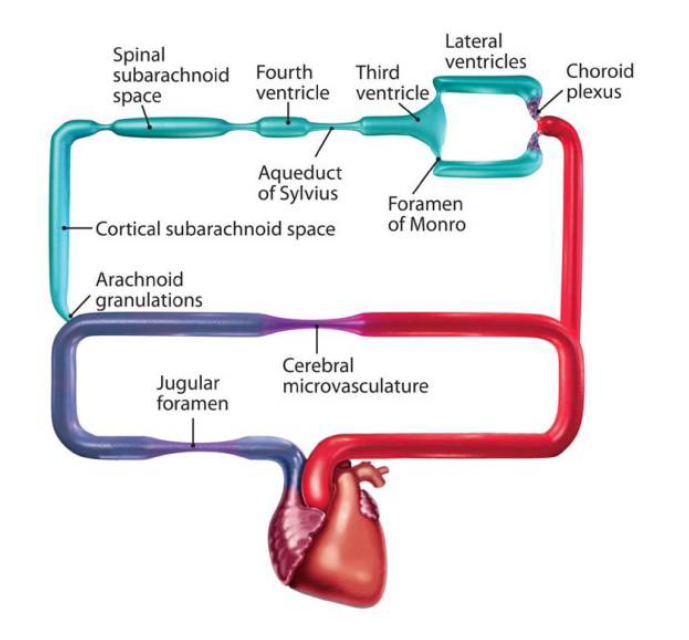 Spinal
subarachnoid
space
Fourth
ventricle
Third
ventricle
Lateral
ventricles
Choroid
plexus
Aqueduct
of Sylvius
Foramen
of Monro
Cortical subarachnoid space
Arachnoid
granulations
Cerebral
microvasculature
Jugular
foramen